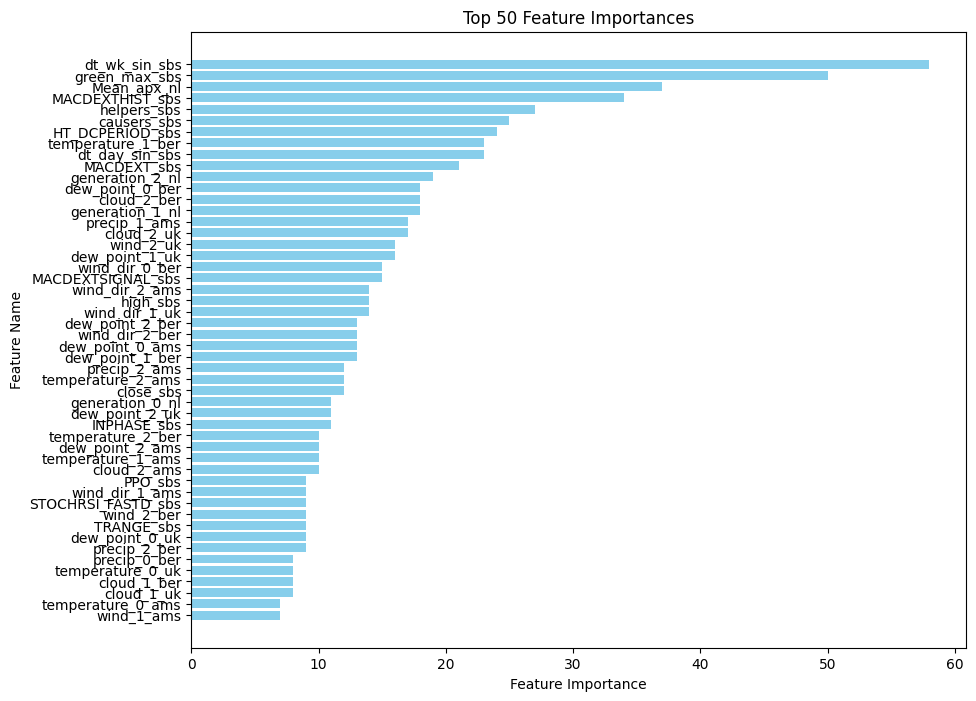 Top 50 Feature Importances
Feature Name
dt_wk_sin_sbs
green_max_sbs
Mean_apx_nl
MACDEXTHIST_sbs
helpers_sbs
causers_sbs
HT_DCPERIOD_sbs
temperature_1_ber
dt_day_sin_sbs
MACDEXT_sbs
generation_2_nl
dew_point_0_ber
cloud_2_ber
generation_1_nl
precip_1_ams
cloud_2_uk
wind_2_uk
dew_point_1_uk
wind_dir_0_ber
MACDEXTSIGNAL_sbs
wind_dir_2_ams
high_sbs
wind_dir_1_uk
dew_point_2_ber
wind_dir_2_ber
dew_point_0_ams
dew_point_1_ber
precip_2_ams
temperature_2_ams
close_sbs
generation_0_nl
dew_point_2_uk
INPHASE_sbs
temperature_2_ber
dew_point_2_ams
temperature_1_ams
cloud_2_ams
PPO_sbs
wind_dir_1_ams
STOCHRSI_FASTD_sbs
wind_2_ber
TRANGE_sbs
dew_point_0_uk
precip_2_ber
precip_0_ber
temperature_0_uk
cloud_1_ber
cloud_1_uk
temperature_0_ams
wind_1_ams
0 10 20 30 40 50 60
Feature Importance